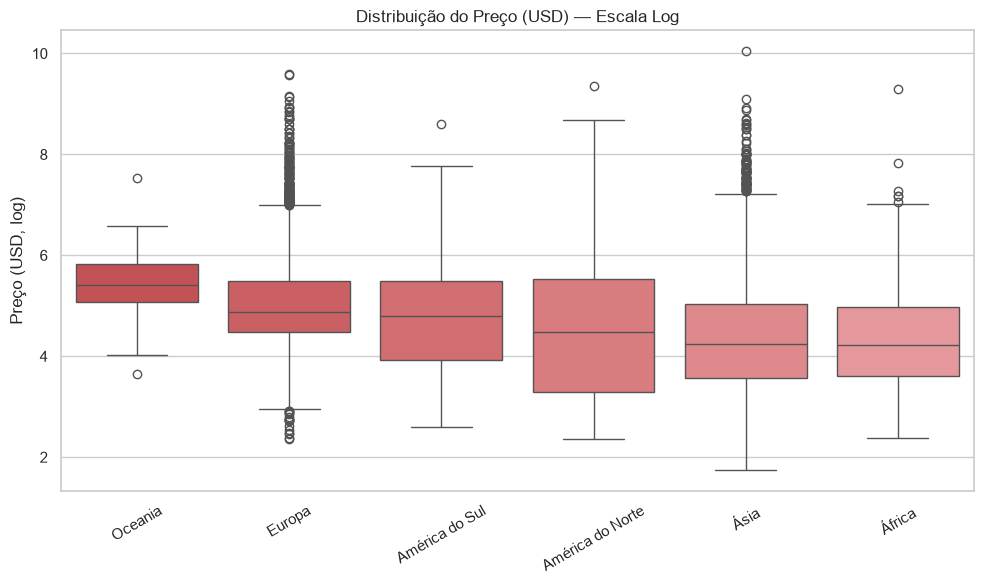 Distribuição do Preço (USD) — Escala Log
Preço (USD, log)
10
8
6
4
2
Oceania
Europa
América do Sul
América do Norte
Ásia
África